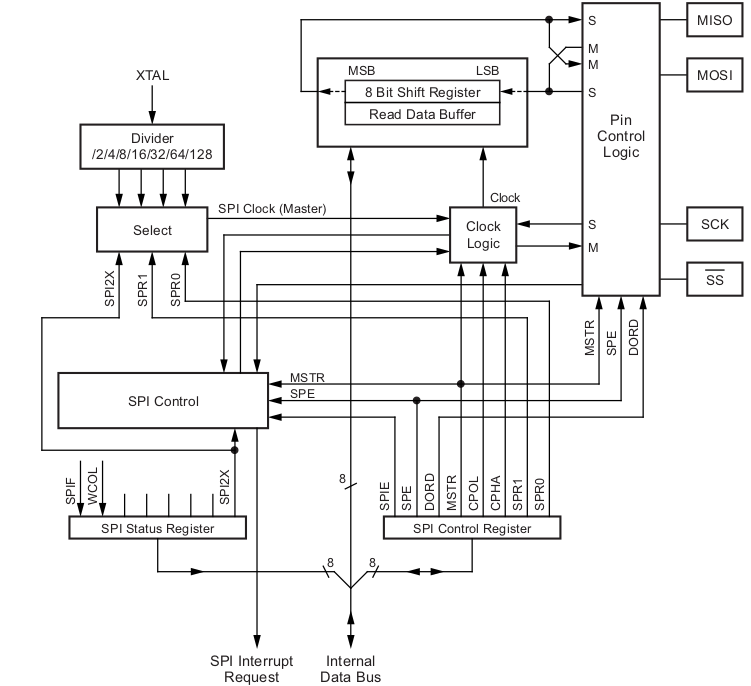 S
MISO
M
M
MSB
LSB
XTAL
MOSI
8 Bit Shift Register
S
Read Data Buffer
Pin
Control
Logic
Divider
/2/4/8/16/32/64/128
Clock
SPI Clock (Master)
Select
Clock
Logic
S
SCK
M
SS
SPI2X
SPR1
SPR0
MSTR
SPE
DORD
MSTR
SPI Control
SPE
SPIF
WCOL
SPI2X
8
SPIE
SPE
DORD
MSTR
CPOL
CPHA
SPR1
SPR0
SPI Status Register
SPI Control Register
8
8
SPI Interrupt
Request
Internal
Data Bus